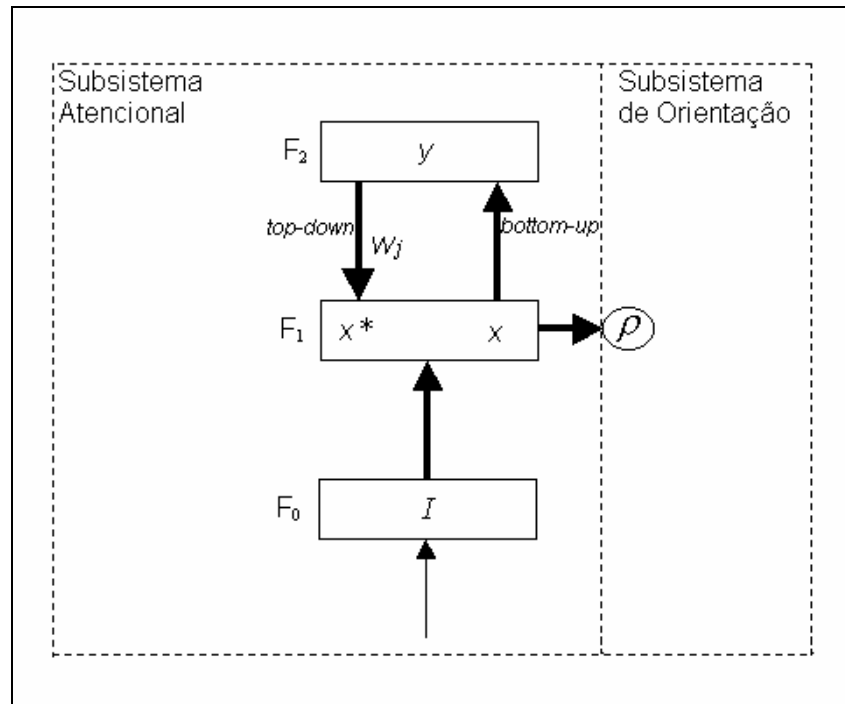 Subsistema
Atencional
Subsistema
de Orientação
F₂
y
top-down
Wj
bottom-up
F₁
x*
x
ρ
F₀
I